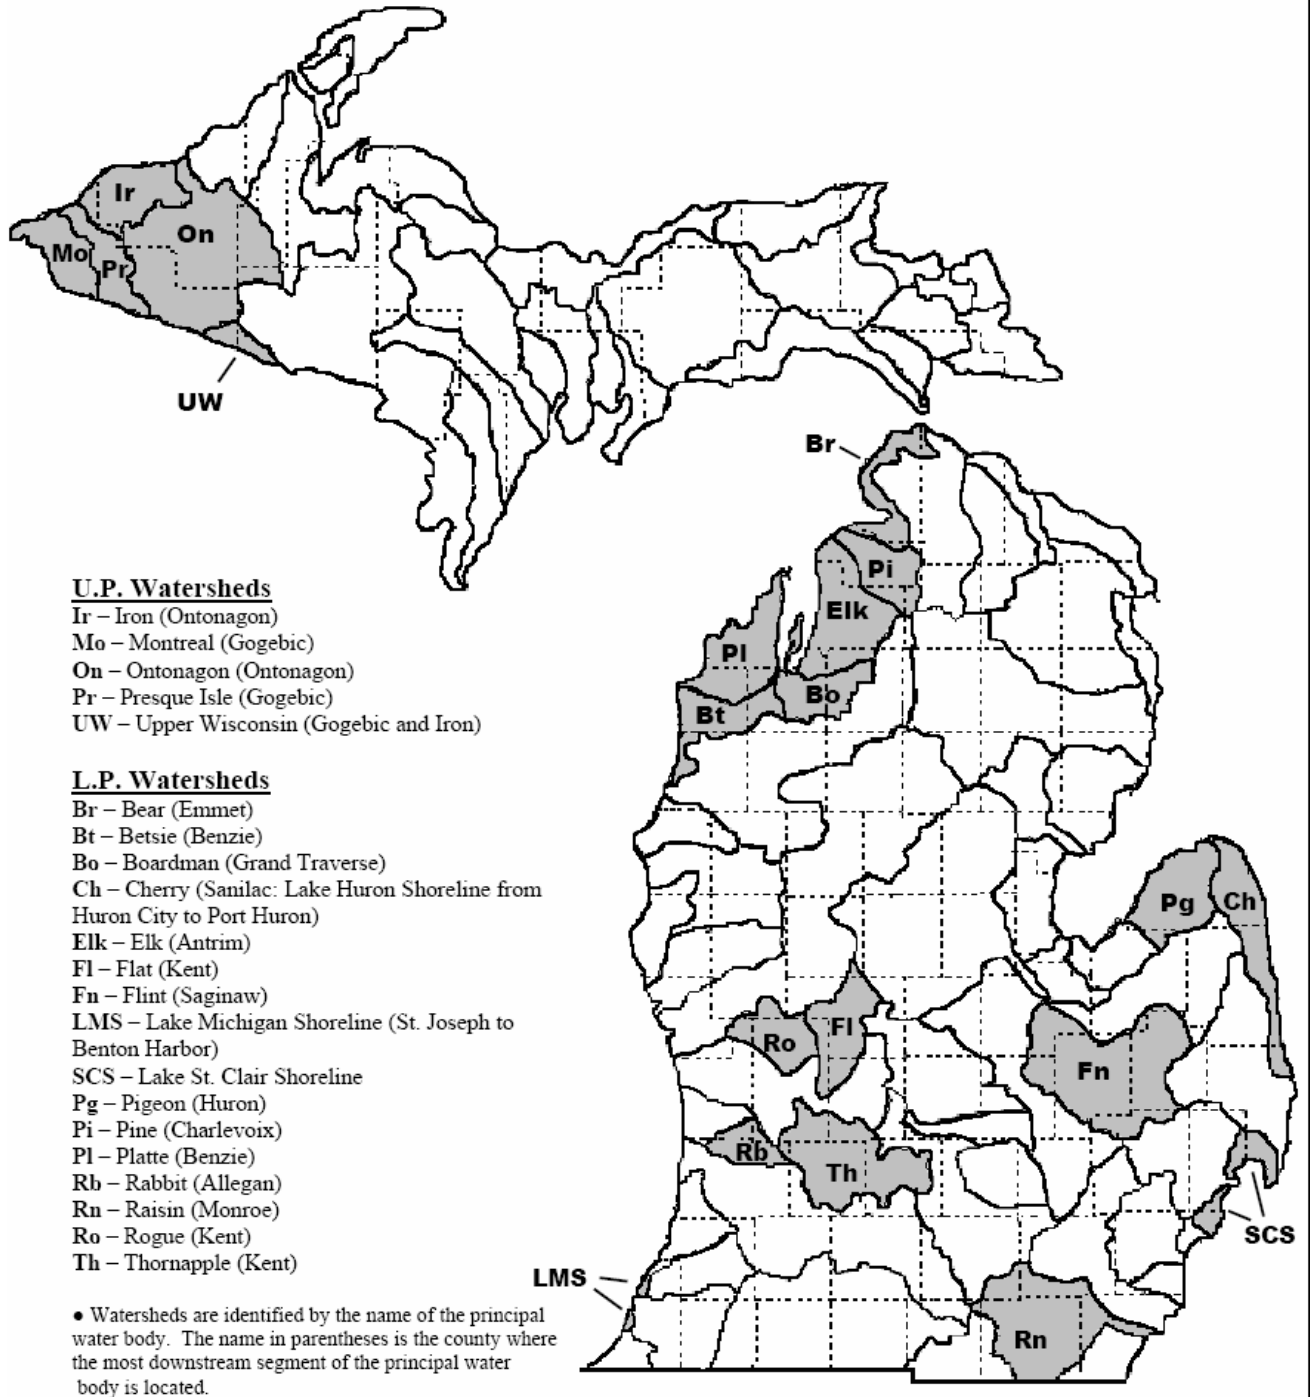 Ir
On
Mo
Pr
UW
Br
Pi
Elk
Pl
Bo
Bt
Pg
Ch
Fl
Ro
Fn
Rb
Th
SCS
LMS
Rn
U.P. Watersheds
Ir – Iron (Ontonagon)
Mo – Montreal (Gogebic)
On – Ontonagon (Ontonagon)
Pr – Presque Isle (Gogebic)
UW – Upper Wisconsin (Gogebic and Iron)
L.P. Watersheds
Br – Bear (Emmet)
Bt – Betsie (Benzie)
Bo – Boardman (Grand Traverse)
Ch – Cherry (Sanilac: Lake Huron Shoreline from
Huron City to Port Huron)
Elk – Elk (Antrim)
Fl – Flat (Kent)
Fn – Flint (Saginaw)
LMS – Lake Michigan Shoreline (St. Joseph to
Benton Harbor)
SCS – Lake St. Clair Shoreline
Pg – Pigeon (Huron)
Pi – Pine (Charlevoix)
Pl – Platte (Benzie)
Rb – Rabbit (Allegan)
Rn – Raisin (Monroe)
Ro – Rogue (Kent)
Th – Thornapple (Kent)
● Watersheds are identified by the name of the principal
water body. The name in parentheses is the county where
the most downstream segment of the principal water
body is located.